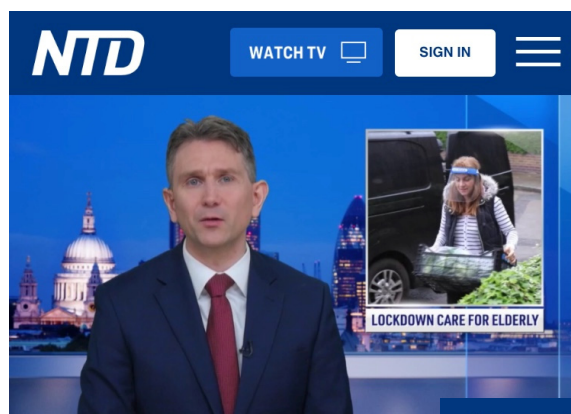 NTD
WATCH TV
SIGN IN
LOCKDOWN CARE FOR ELDERLY